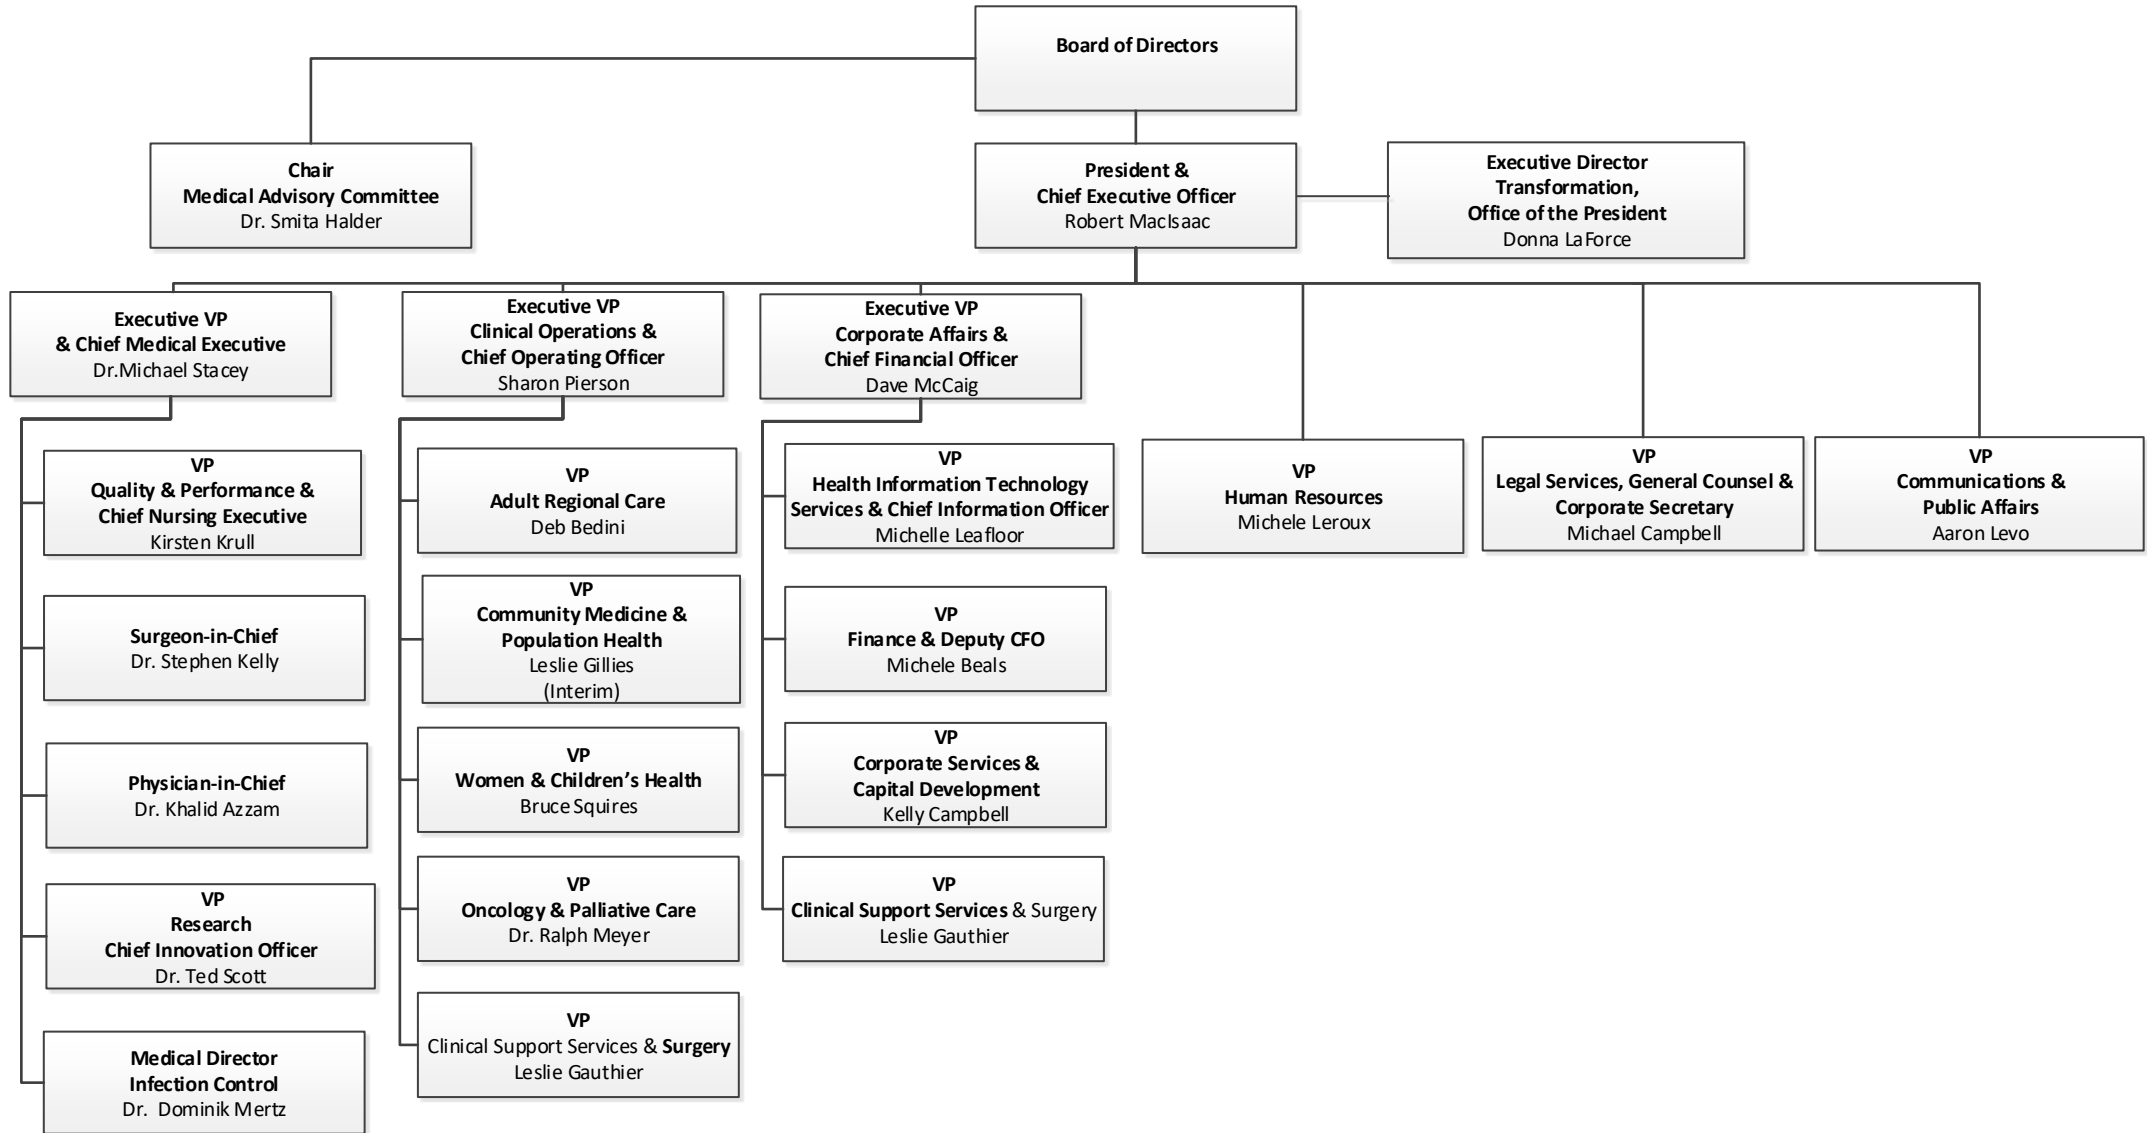 Board of Directors
Chair
Medical Advisory Committee
Dr. Smita Halder
President &
Chief Executive Officer
Robert MacIsaac
Executive Director
Transformation,
Office of the President
Donna LaForce
Executive VP
& Chief Medical Executive
Dr.Michael Stacey
Executive VP
Clinical Operations &
Chief Operating Officer
Sharon Pierson
Executive VP
Corporate Affairs &
Chief Financial Officer
Dave McCaig
VP
Quality & Performance &
Chief Nursing Executive
Kirsten Krull
Surgeon-in-Chief
Dr. Stephen Kelly
Physician-in-Chief
Dr. Khalid Azzam
VP
Research
Chief Innovation Officer
Dr. Ted Scott
Medical Director
Infection Control
Dr. Dominik Mertz
VP
Adult Regional Care
Deb Bedini
VP
Community Medicine &
Population Health
Leslie Gillies
(Interim)
VP
Women & Children’s Health
Bruce Squires
VP
Oncology & Palliative Care
Dr. Ralph Meyer
VP
Clinical Support Services & Surgery
Leslie Gauthier
VP
Health Information Technology
Services & Chief Information Officer
Michelle Leafloor
VP
Finance & Deputy CFO
Michele Beals
VP
Corporate Services &
Capital Development
Kelly Campbell
VP
Clinical Support Services & Surgery
Leslie Gauthier
VP
Human Resources
Michele Leroux
VP
Legal Services, General Counsel &
Corporate Secretary
Michael Campbell
VP
Communications &
Public Affairs
Aaron Levo